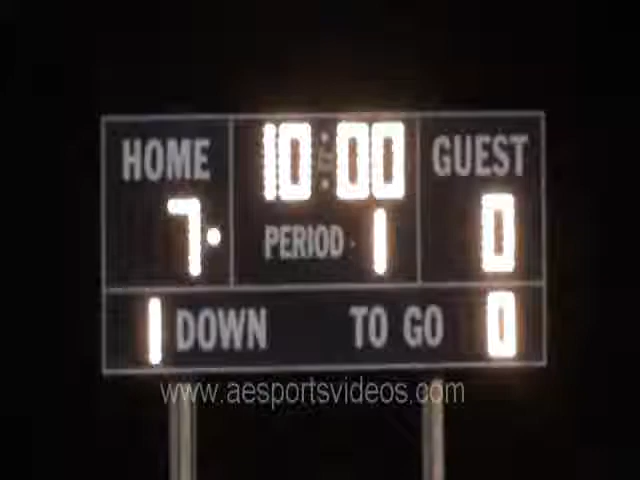 HOME 10:00 GUEST
7 PERIOD 1 0
1 DOWN TO GO 0
www.aesportsvideos.com